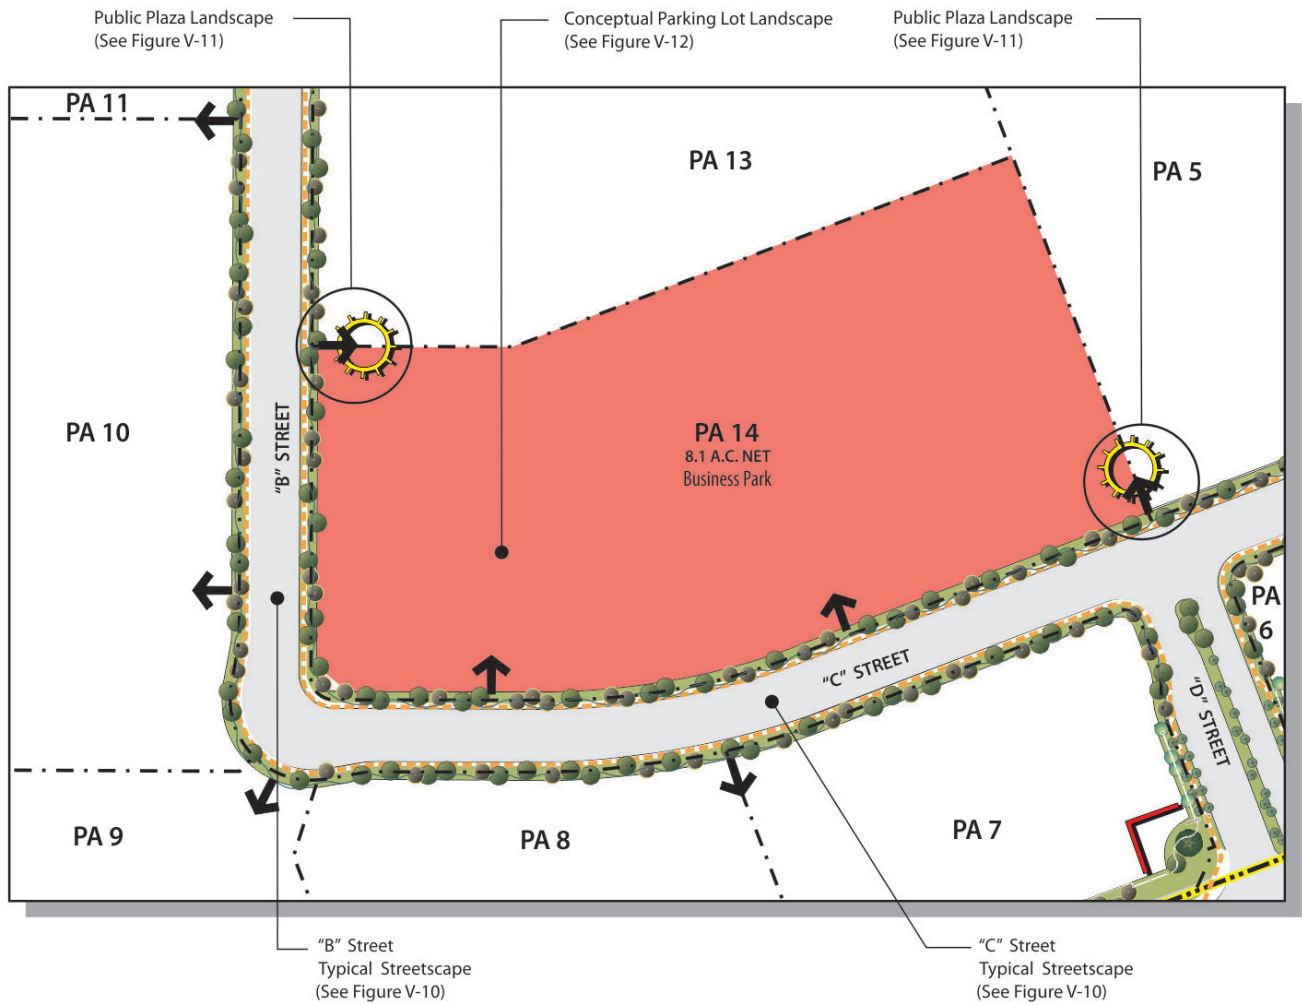 Public Plaza Landscape
(See Figure V-11)
Conceptual Parking Lot Landscape
(See Figure V-12)
Public Plaza Landscape
(See Figure V-11)
PA 11
PA 13
PA 5
PA 10
"B" STREET
PA 14
8.1 A.C. NET
Business Park
PA
6
"C" STREET
"D" STREET
PA 9
PA 8
PA 7
"B" Street
Typical Streetscape
(See Figure V-10)
"C" Street
Typical Streetscape
(See Figure V-10)